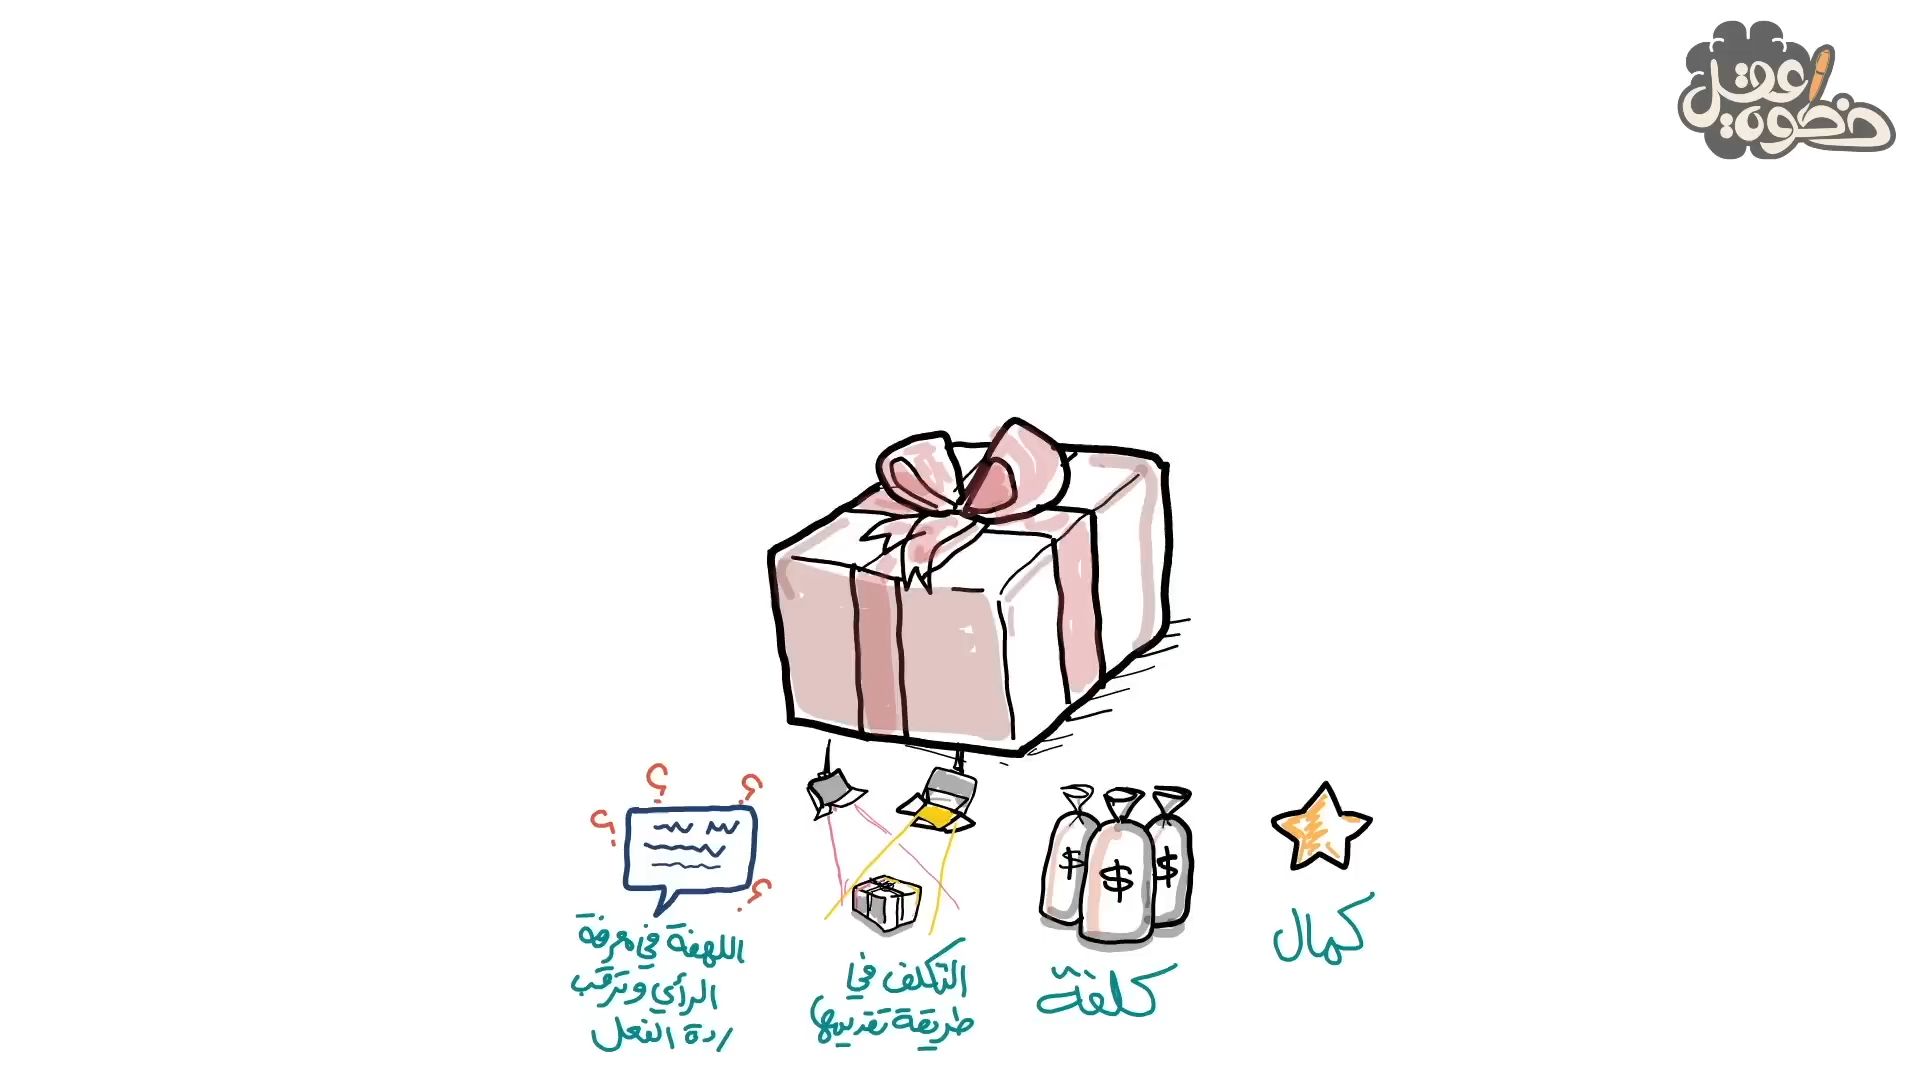 خطوة عقل
كمال
كلفة
$
$
$
التكلف في
طريقة تقديمها
اللهفة في معرفة
الرأي وترقب
ردة الفعل
؟
؟
؟
؟